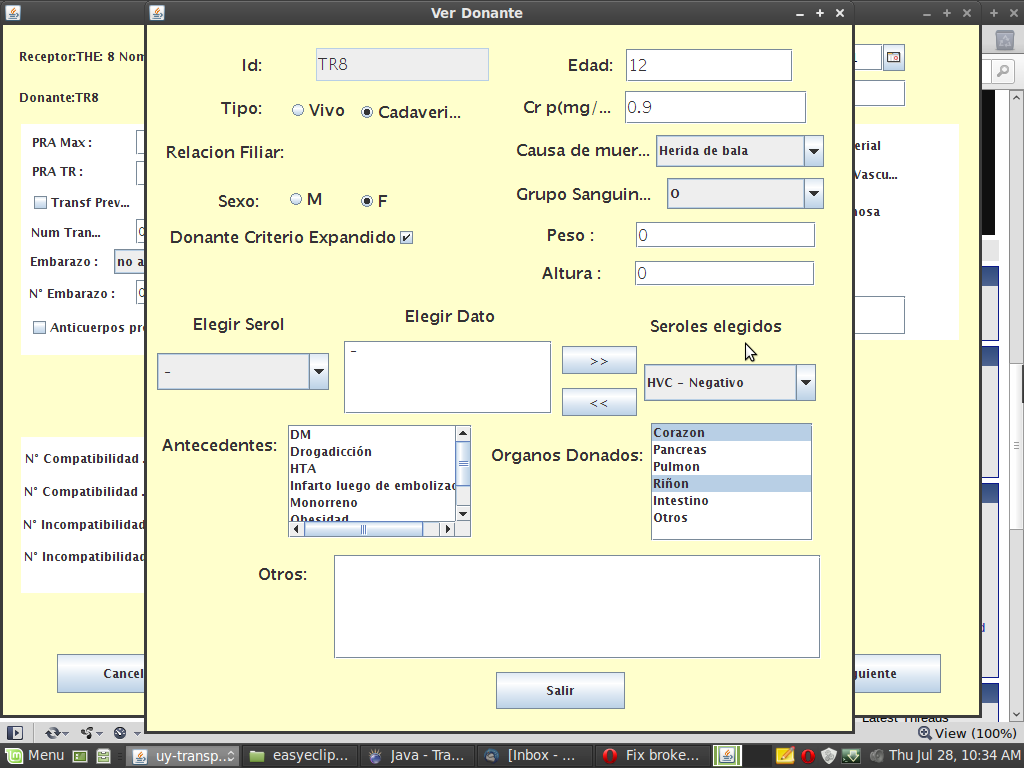 Ver Donante
Receptor:THE: 8 Nom
Donante:TR8
PRA Max :
PRA TR :
Transf Prev...
Num Tran...
0
Embarazo :
no a
N° Embarazo :
0
Anticuerpos pre
N° Compatibilidad .
N° Compatibilidad .
N° Incompatibilidad
N° Incompatibilidad
Cancel
Id:
TR8
Edad:
12
Tipo:
Vivo
Cadaveri...
Cr p(mg/...
0.9
Relacion Filiar:
Causa de muer...
Herida de bala
Sexo:
M
F
Grupo Sanguin...
O
Donante Criterio Expandido
Peso :
0
Altura :
0
Elegir Serol
Elegir Dato
Seroles elegidos
-
-
>>
<<
HVC - Negativo
Antecedentes:
DM
Drogadicción
HTA
Infarto luego de embolizac
Monorreno
Obesidad
Organos Donados:
Corazon
Pancreas
Pulmon
Riñon
Intestino
Otros
Otros:
Salir
erial
Vascu...
nosa
uiente
Latest Threads
View (100%)
Menu
uy-transp...
easyeclip...
Java - Tra...
[Inbox - ...
Fix broke...
Thu Jul 28, 10:34 AM